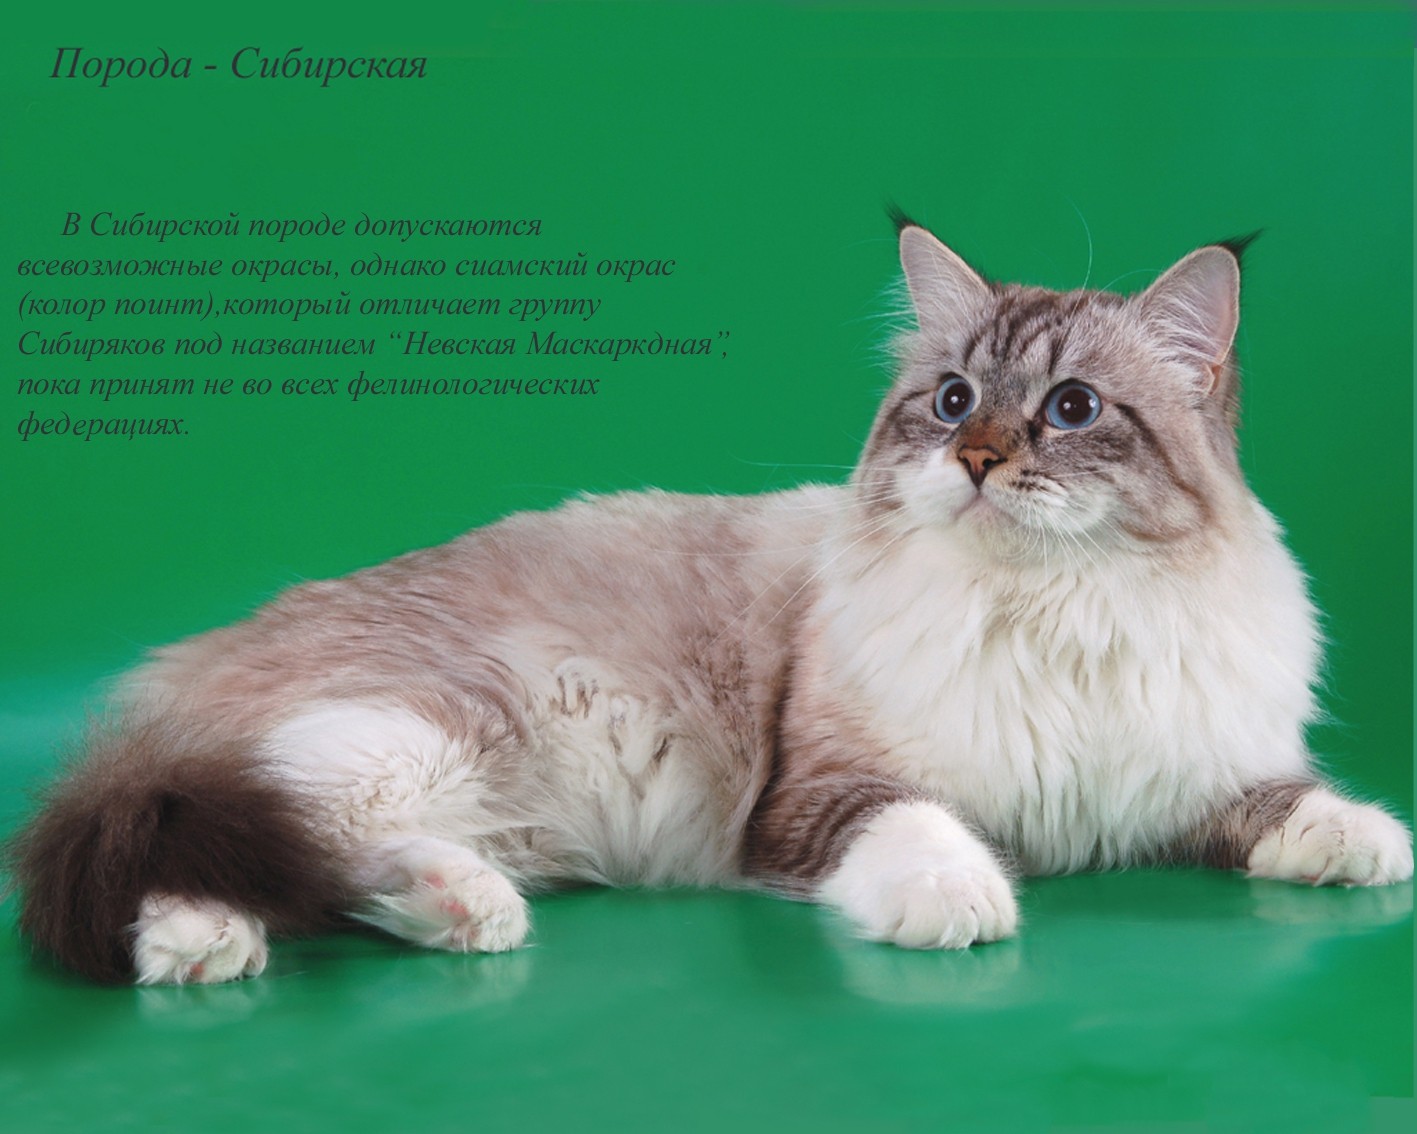 Порода - Сибирская
В Сибирской породе допускаются
всевозможные окрасы, однако сиамский окрас
(колор поинт),который отличает группу
Сибиряков под названием “Невская Маскаркдная”,
пока принят не во всех фелинологических
федерациях.